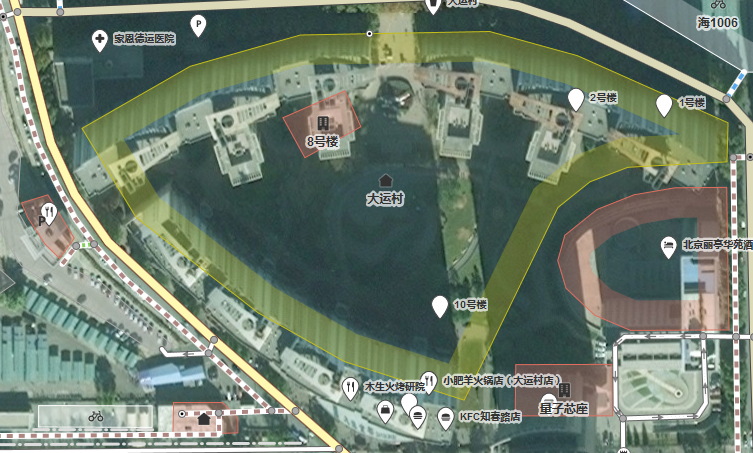 大运村
海1006
家恩德运医院
P
2号楼
1号楼
8号楼
大运村
P
北京丽亭华苑酒
10号楼
小肥羊火锅店（大运村店）
木生火烤研院
KFC知春路店
量子芯座